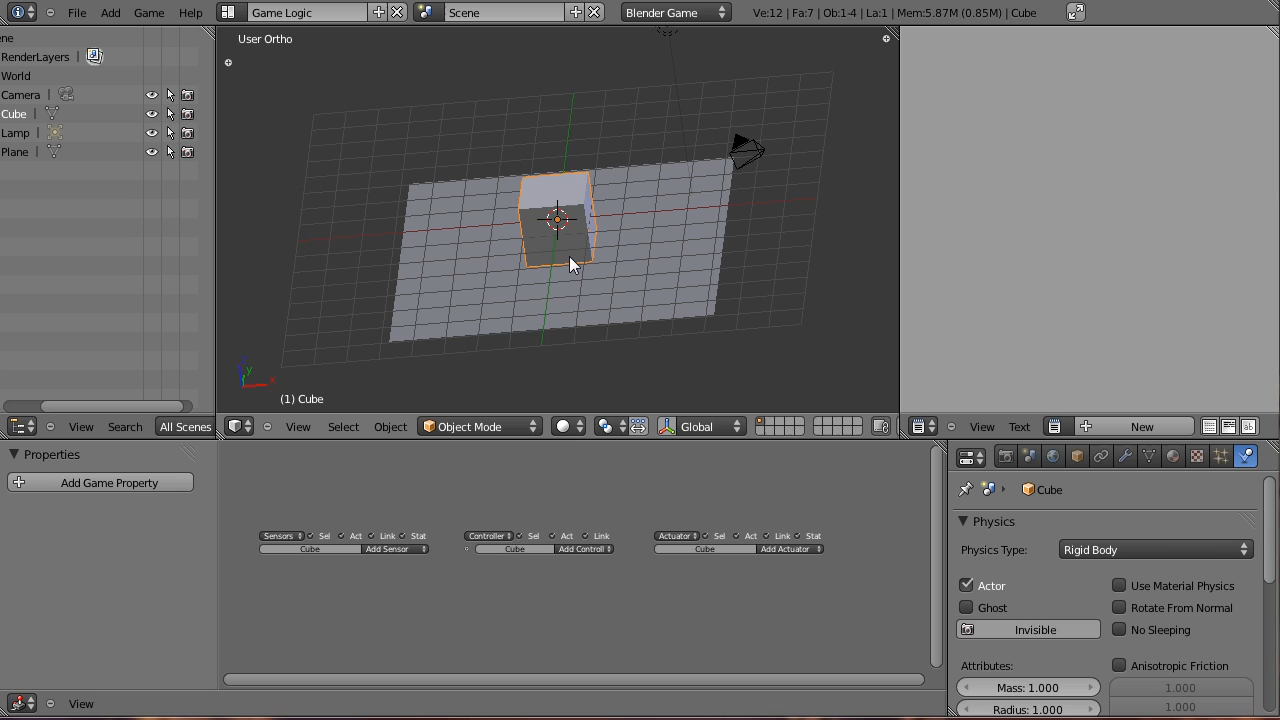 File Add Game Help Game Logic Scene Blender Game Ve:12 | Fa:7 | Ob:1-4 | La:1 | Mem:5.87M (0.85M) | Cube
ne
RenderLayers |
World
Camera |
Cube |
Lamp |
Plane |
View Search All Scenes
User Ortho
z
y
x
(1) Cube
View Select Object Object Mode Global
View Text New
Properties
Add Game Property
Sensors Sel Act Link Stat
Cube Add Sensor
Controller Sel Act Link
Cube Add Controll
Actuator Sel Act Link Stat
Cube Add Actuator
View
Cube
Physics
Physics Type: Rigid Body
Actor Use Material Physics
Ghost Rotate From Normal
Invisible No Sleeping
Attributes: Anisotropic Friction
Mass: 1.000 1.000
Radius: 1.000 1.000